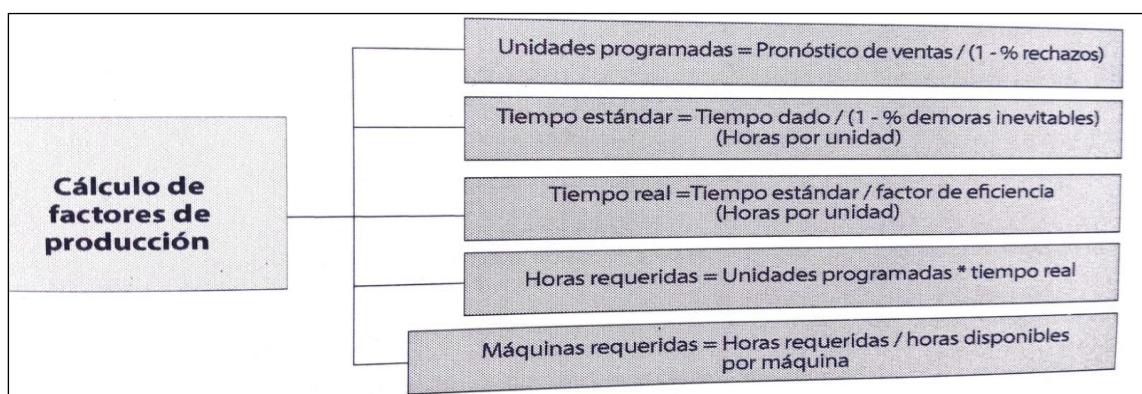 Cálculo de
factores de
producción
Unidades programadas = Pronóstico de ventas / (1 - % rechazos)
Tiempo estándar = Tiempo dado / (1 - % demoras inevitables)
(Horas por unidad)
Tiempo real =Tiempo estándar / factor de eficiencia
(Horas por unidad)
Horas requeridas = Unidades programadas * tiempo real
Máquinas requeridas = Horas requeridas / horas disponibles
por máquina